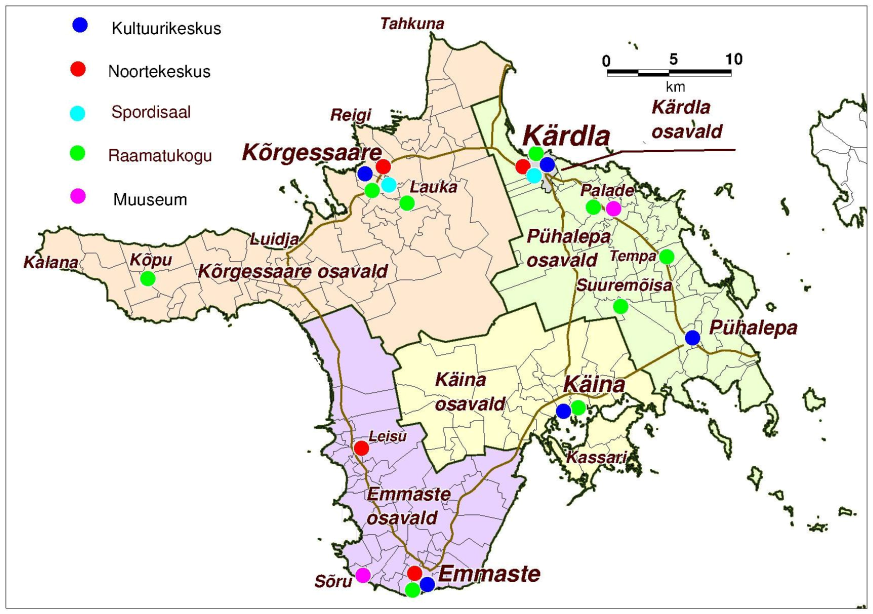 Tahkuna
Kultuurikeskus
Noortekeskus
Spordisaal
Raamatukogu
Muuseum
0 5 10
km
Kärdla
osavald
Reigi
Kõrgessaare
Kärdla
Lauka
Palade
Luidja
Kalana
Kõpu
Kõrgessaare osavald
Pühalepa
osavald
Tempa
Suuremõisa
Pühalepa
Käina
osavald
Käina
Leisu
Kassari
Emmaste
osavald
Sõru
Emmaste